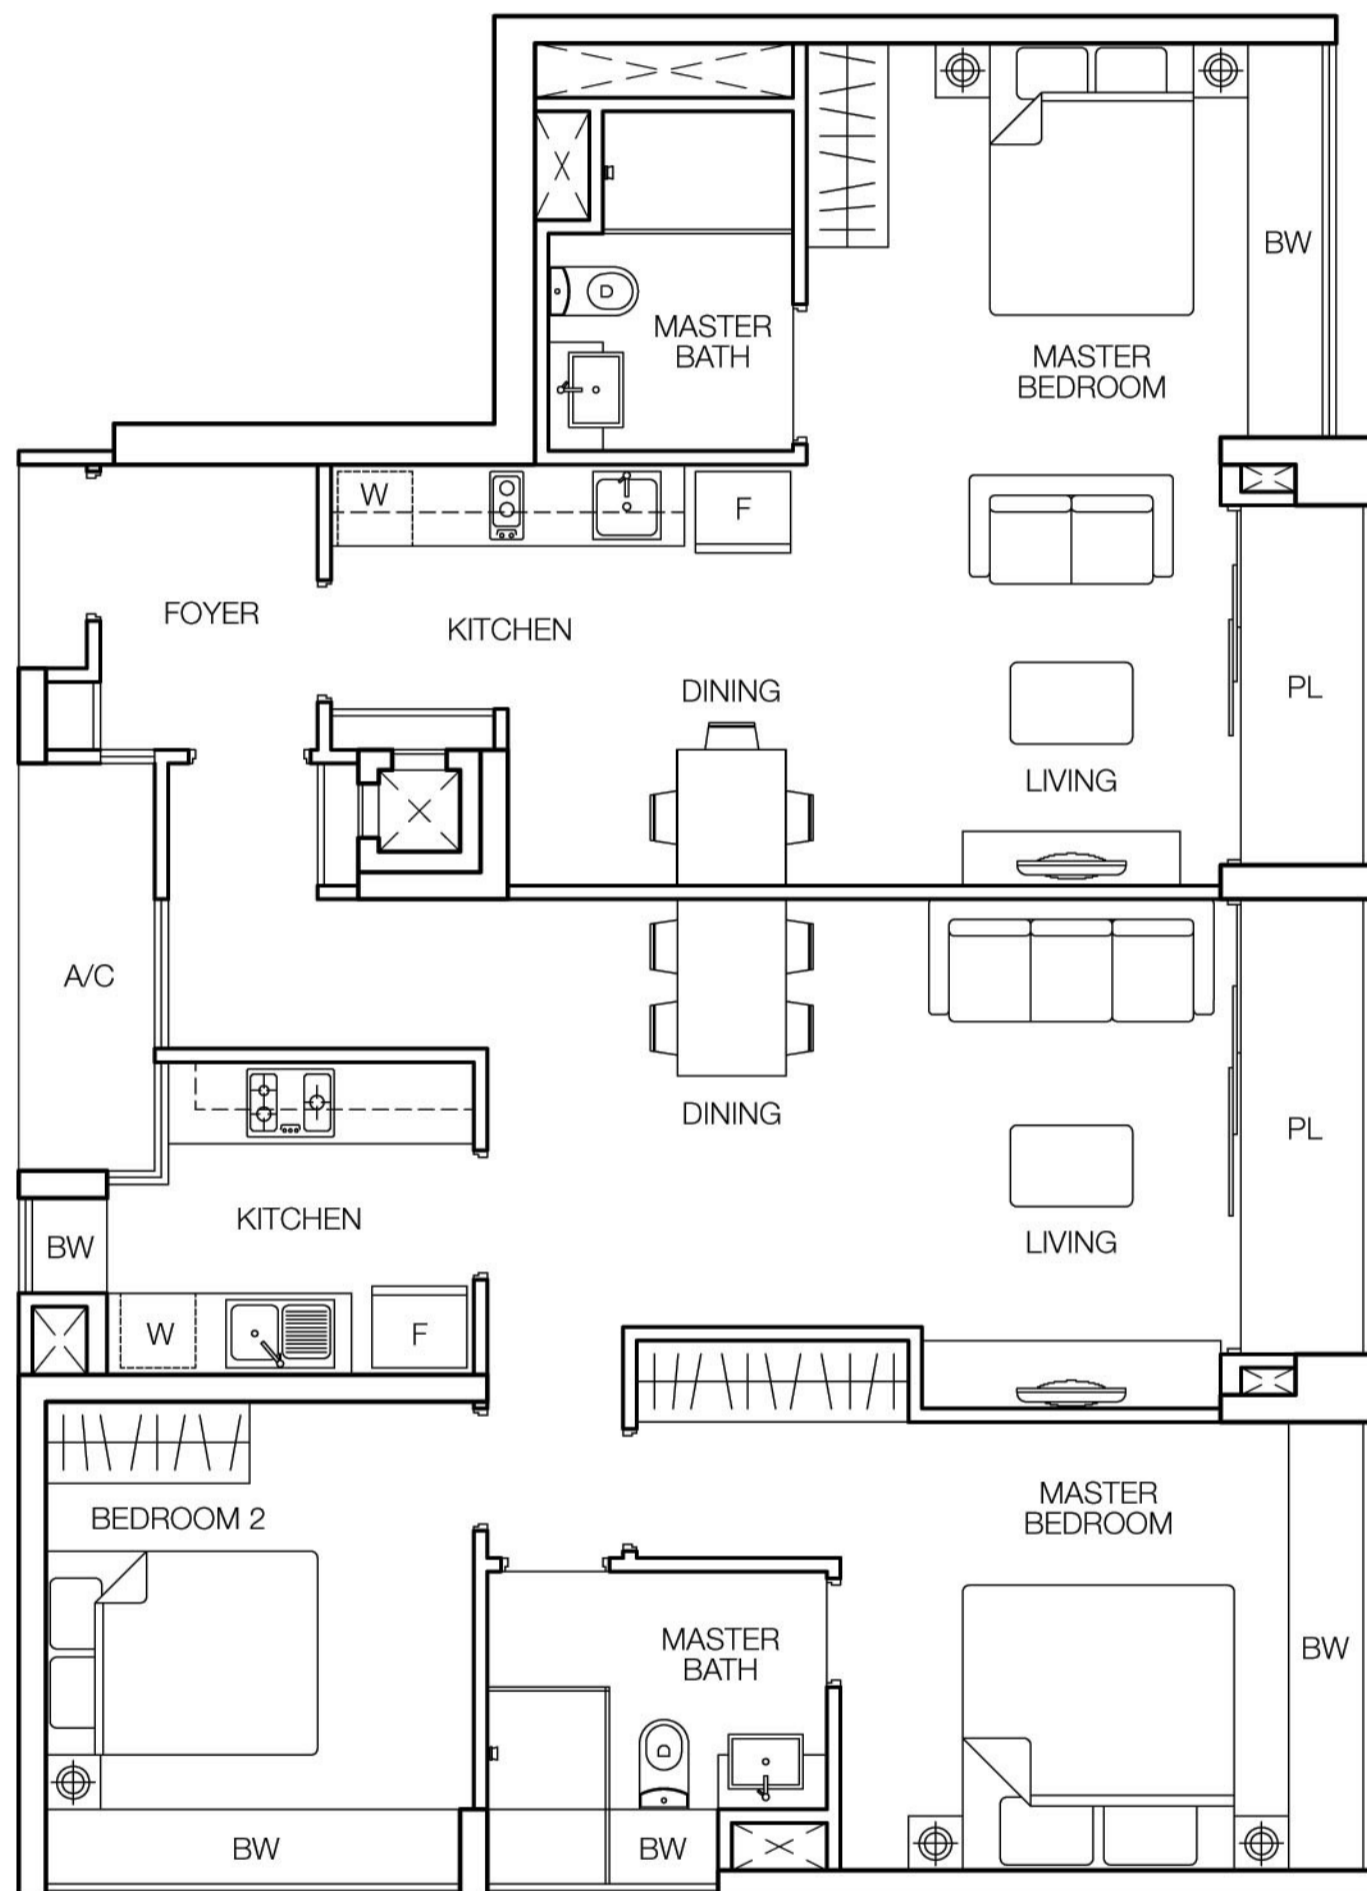 BW
MASTER
BATH
MASTER
BEDROOM
W
F
FOYER
KITCHEN
DINING
PL
LIVING
A/C
DINING
PL
KITCHEN
LIVING
BW
W
F
BEDROOM 2
MASTER
BEDROOM
MASTER
BATH
BW
BW
BW